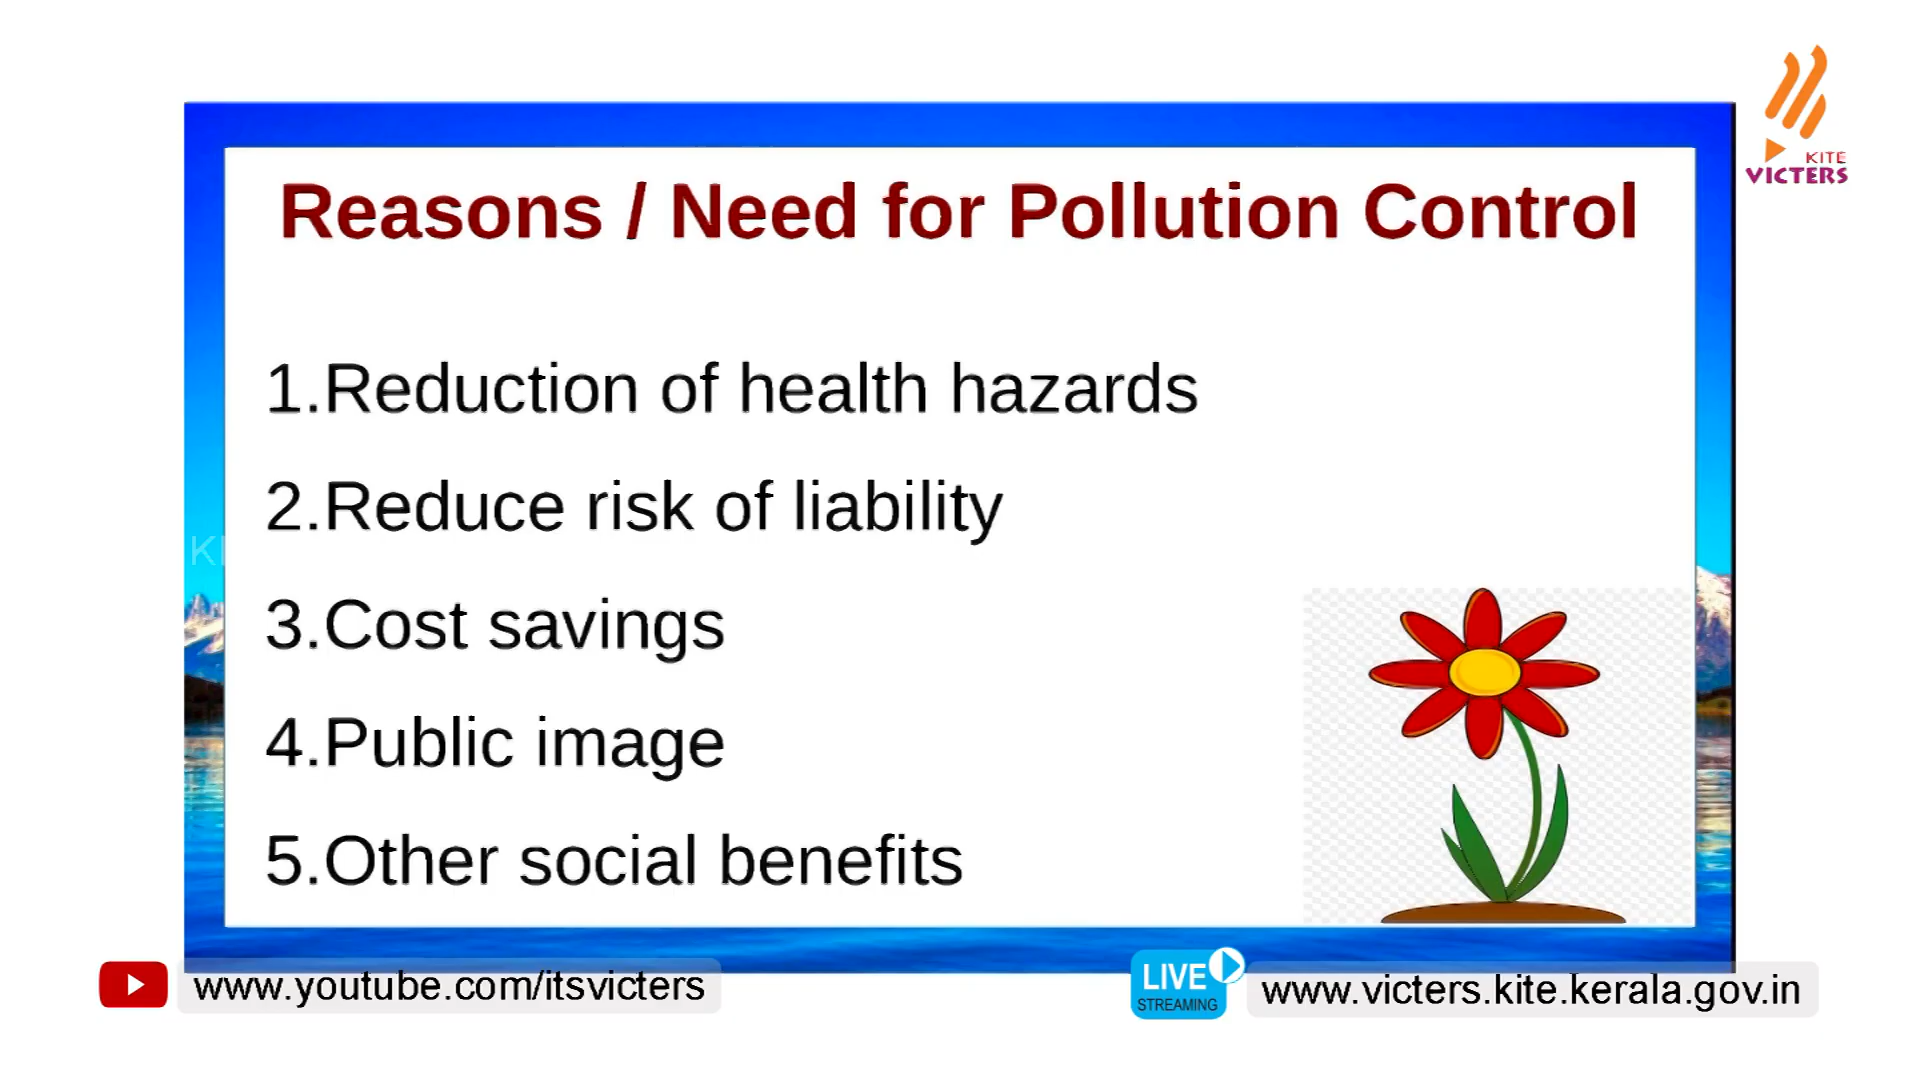 KITE
VICTERS
Reasons / Need for Pollution Control
1.Reduction of health hazards
2.Reduce risk of liability
3.Cost savings
4.Public image
5.Other social benefits
www.youtube.com/itsvicters
LIVE
STREAMING
www.victers.kite.kerala.gov.in